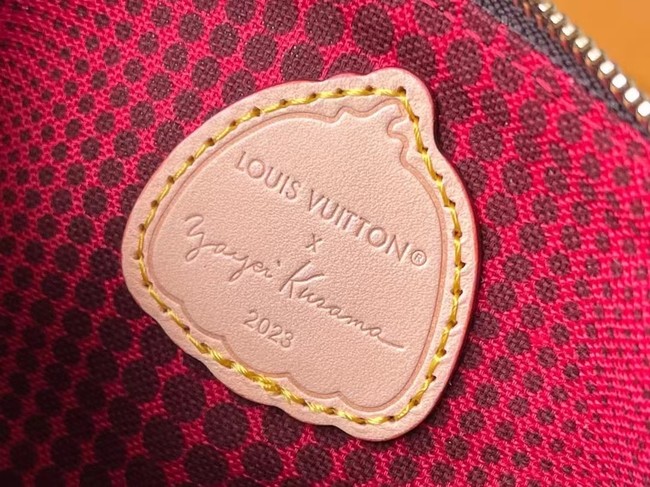 LOUIS VUITTON®
x
Yayoi Kusama
2023